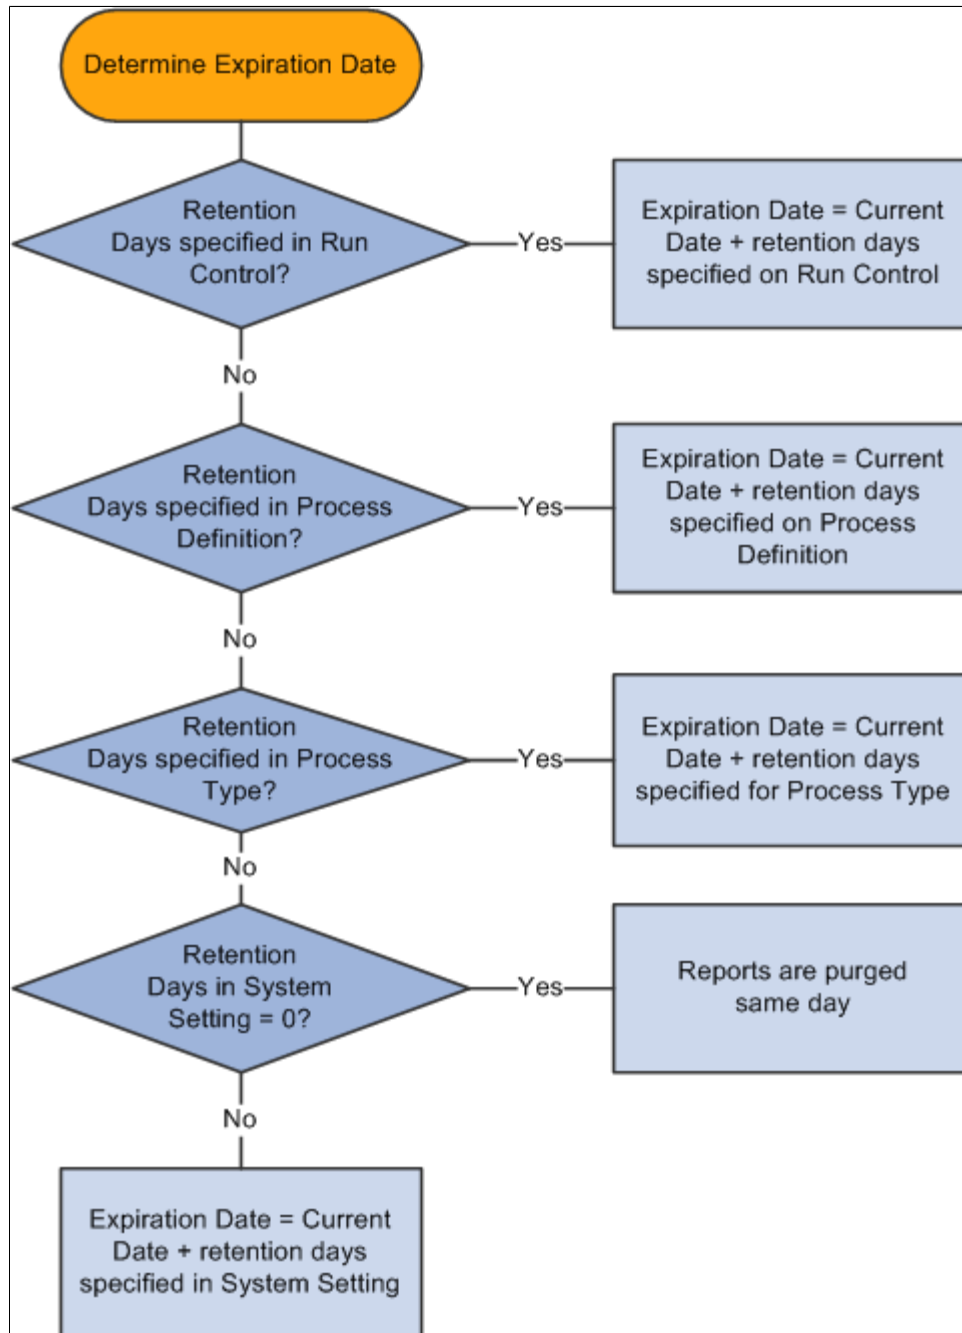 Determine Expiration Date
Retention
Days specified in Run
Control?
Yes
Expiration Date = Current
Date + retention days
specified on Run Control
No
Retention
Days specified in Process
Definition?
Yes
Expiration Date = Current
Date + retention days
specified on Process
Definition
No
Retention
Days specified in Process
Type?
Yes
Expiration Date = Current
Date + retention days
specified for Process Type
No
Retention
Days in System
Setting = 0?
Yes
Reports are purged
same day
No
Expiration Date = Current
Date + retention days
specified in System Setting